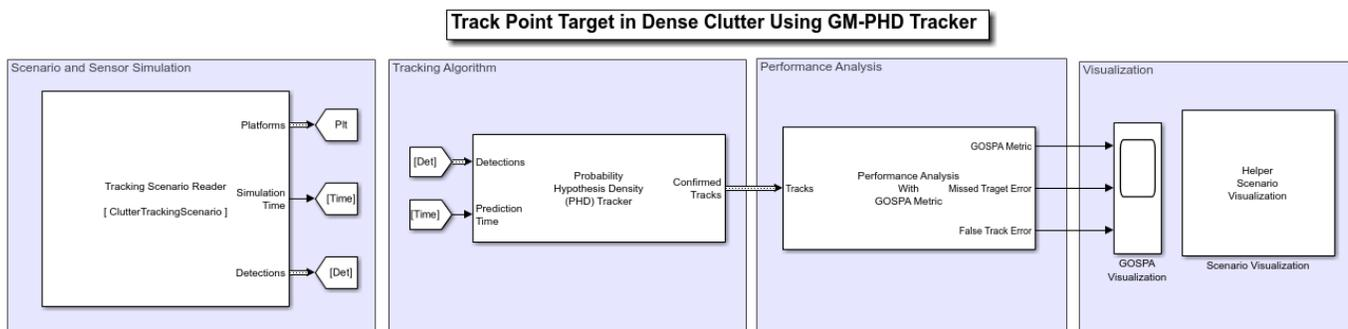 Track Point Target in Dense Clutter Using GM-PHD Tracker
Scenario and Sensor Simulation
Platforms
Plt
Tracking Scenario Reader
[ ClutterTrackingScenario ]
Simulation
Time
[Time]
Detections
[Det]
Tracking Algorithm
[Det]
Detections
[Time]
Prediction
Time
Probability
Hypothesis Density
(PHD) Tracker
Confirmed
Tracks
Performance Analysis
Tracks
Performance Analysis
With
GOSPA Metric
GOSPA Metric
Missed Traget Error
False Track Error
Visualization
GOSPA
Visualization
Helper
Scenario
Visualization
Scenario Visualization